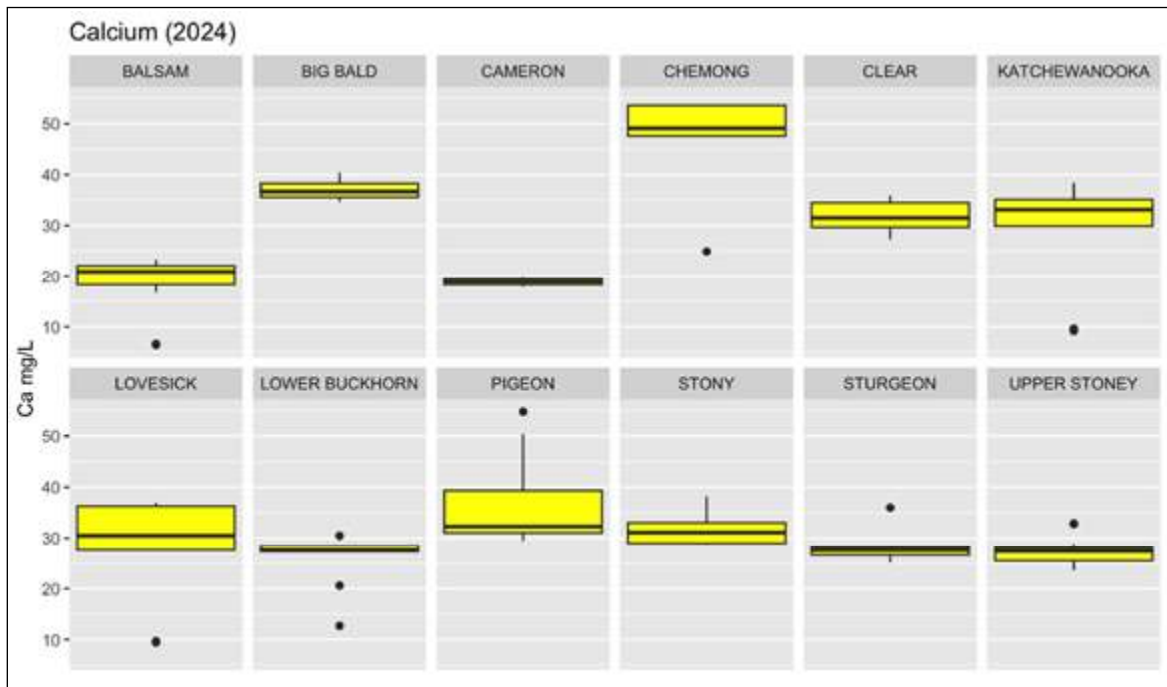 Calcium (2024)
BALSAM BIG BALD CAMERON CHEMONG CLEAR KATCHEWANOOKA
50
40
30
20
10
Ca mg/L
LOVESICK LOWER BUCKHORN PIGEON STONY STURGEON UPPER STONEY
50
40
30
20
10